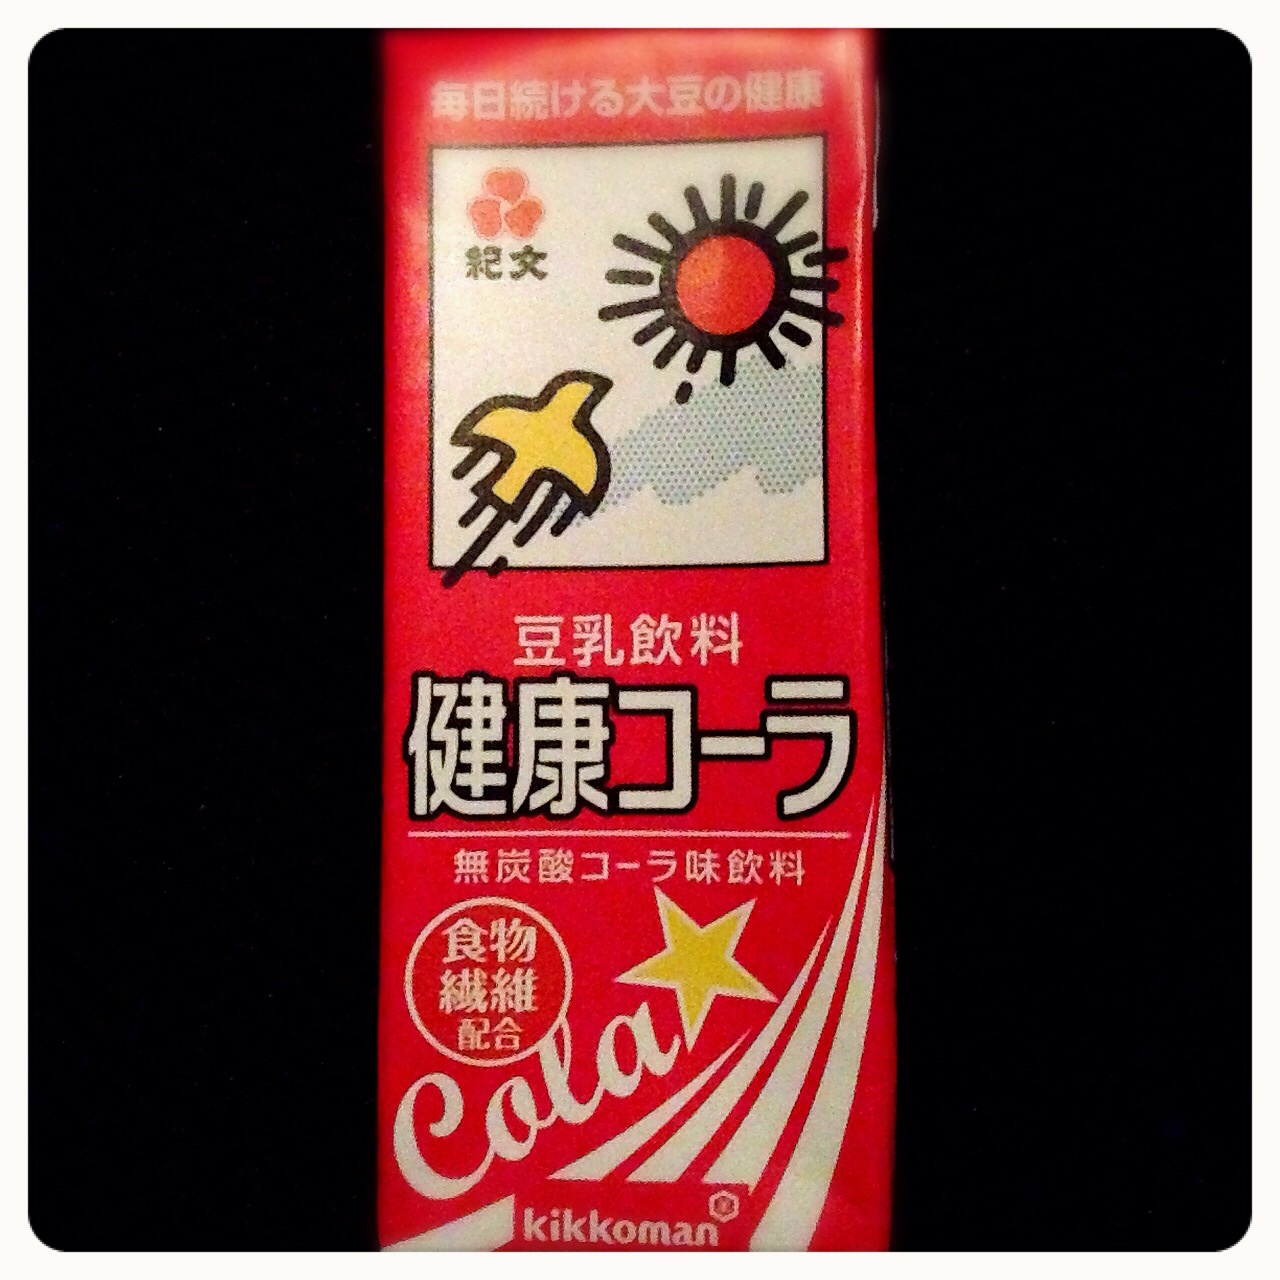 毎日続ける大豆の健康
紀文
豆乳飲料
健康コーラ
無炭酸コーラ味飲料
食物
繊維
配合
Cola
kikkoman